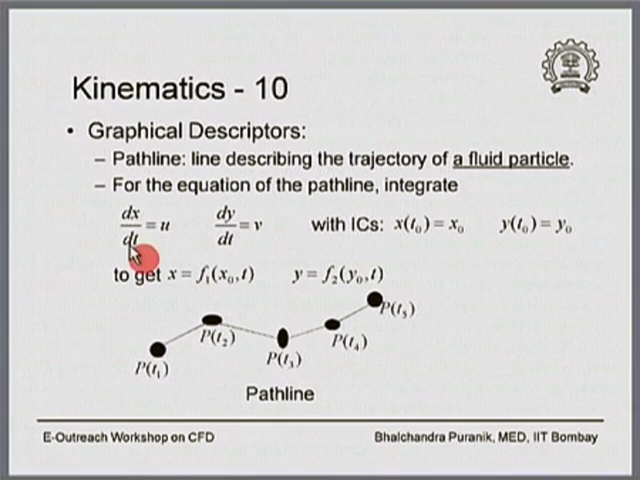 Kinematics - 10
• Graphical Descriptors:
– Pathline: line describing the trajectory of a fluid particle.
– For the equation of the pathline, integrate
dx/dt = u    dy/dt = v    with ICs: x(t₀) = x₀    y(t₀) = y₀
to get x = f₁(x₀,t)    y = f₂(y₀,t)
P(t₁) P(t₂) P(t₃) P(t₄) P(t₅)
Pathline
E-Outreach Workshop on CFD    Bhalchandra Puranik, MED, IIT Bombay